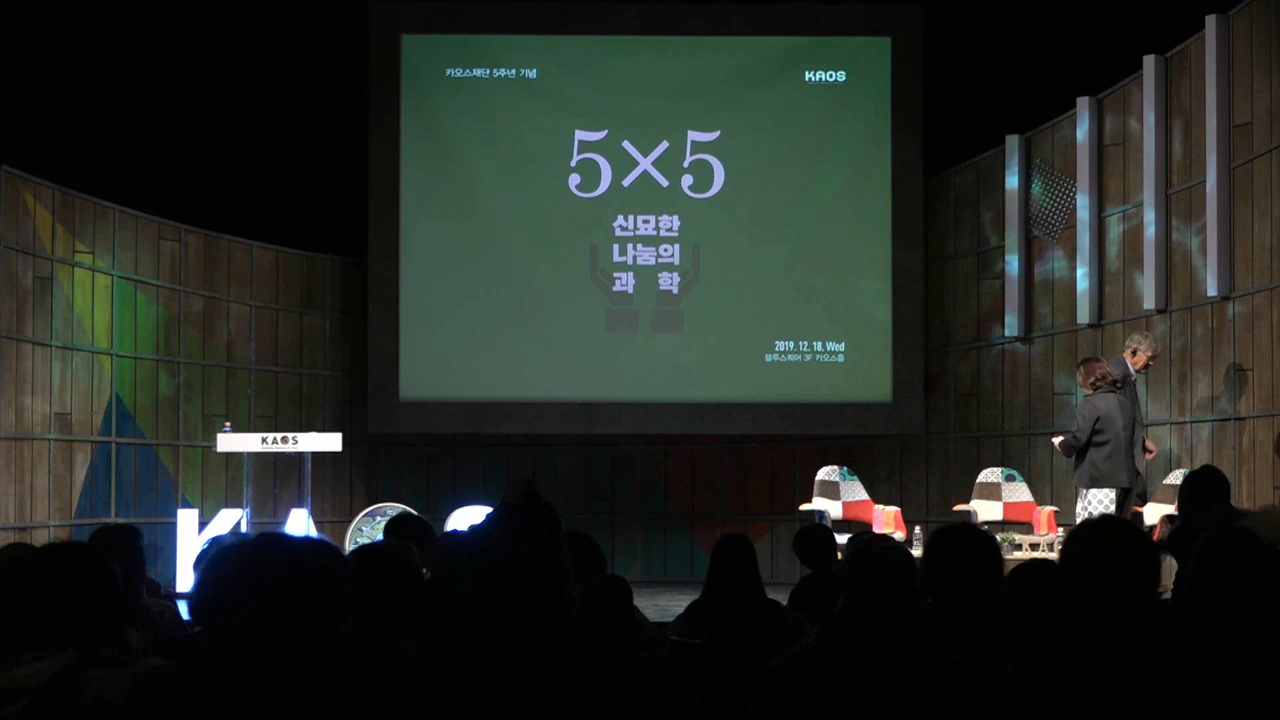 카오스재단 5주년 기념
KAOS
5×5
신묘한
나눔의
과 학
2019. 12. 18. Wed
블루스퀘어 3F 카오스홀
KAOS